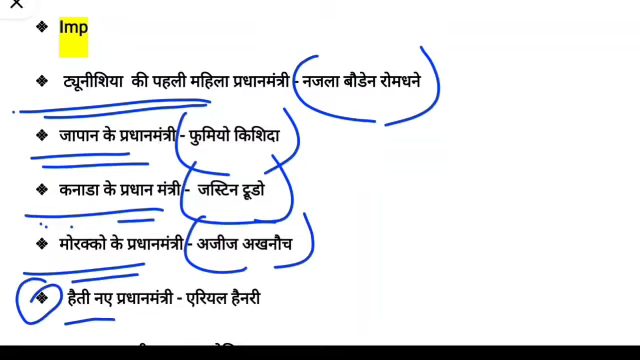 Imp
❖ ट्यूनीशिया की पहली महिला प्रधानमंत्री - नजला बौडेन रोमधने
❖ जापान के प्रधानमंत्री - फुमियो किशिदा
❖ कनाडा के प्रधान मंत्री - जस्टिन ट्रूडो
❖ मोरक्को के प्रधानमंत्री - अजीज अखनौच
❖ हैती नए प्रधानमंत्री - एरियल हैनरी